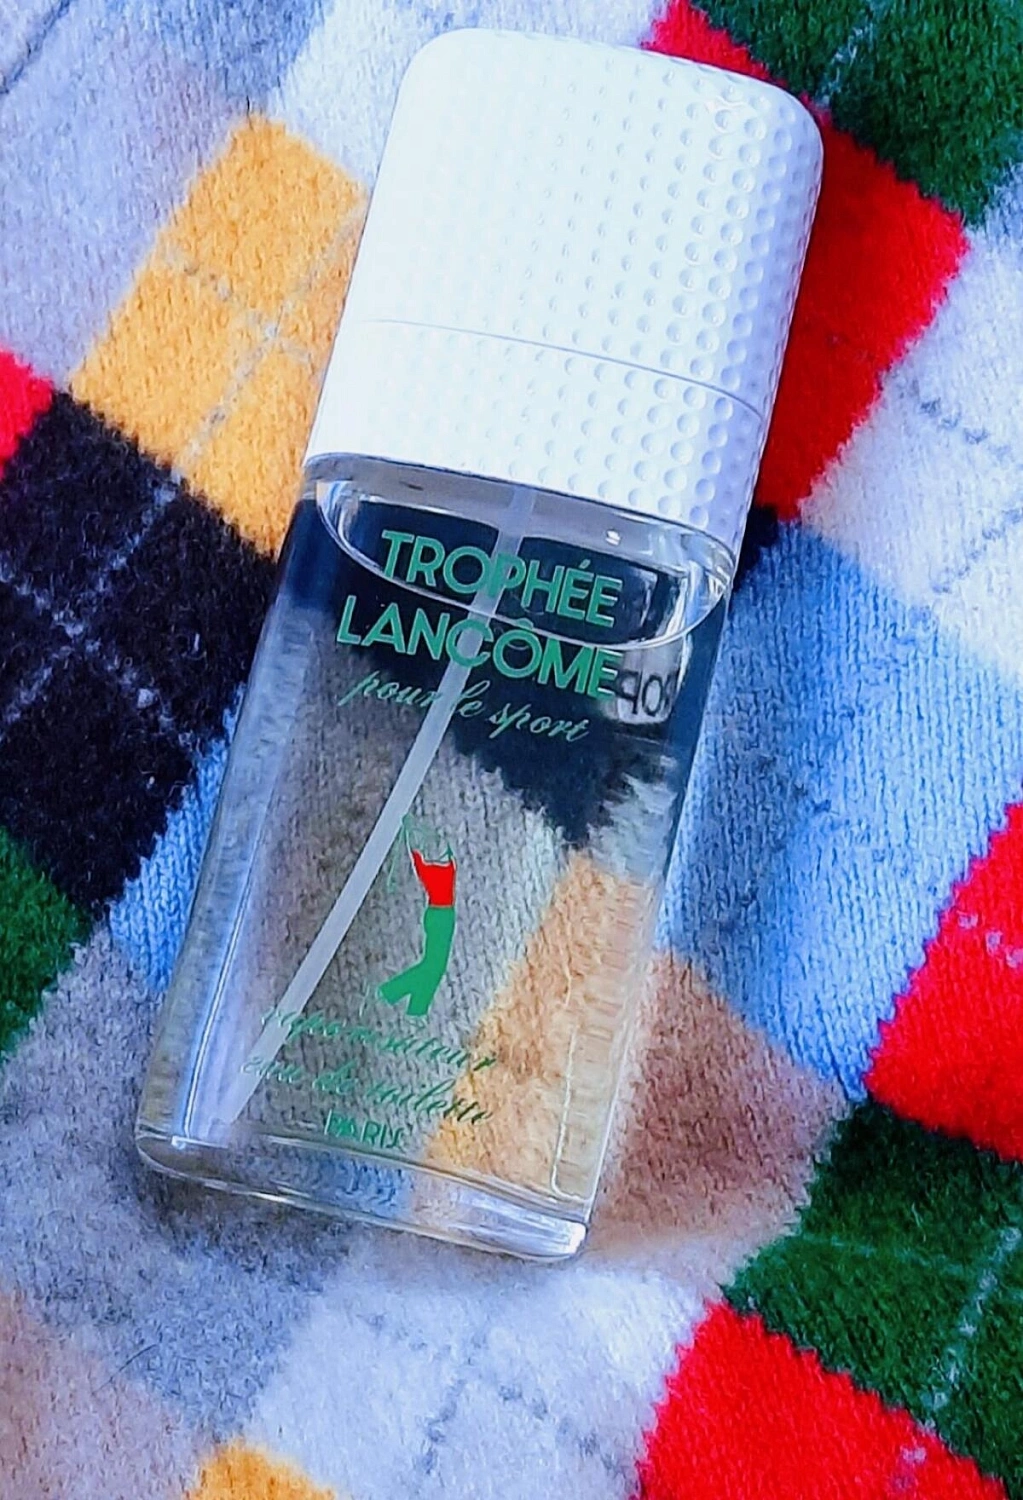 TROPHÉE
LANCÔME
pour le sport
vaporisateur
eau de toilette
PARIS